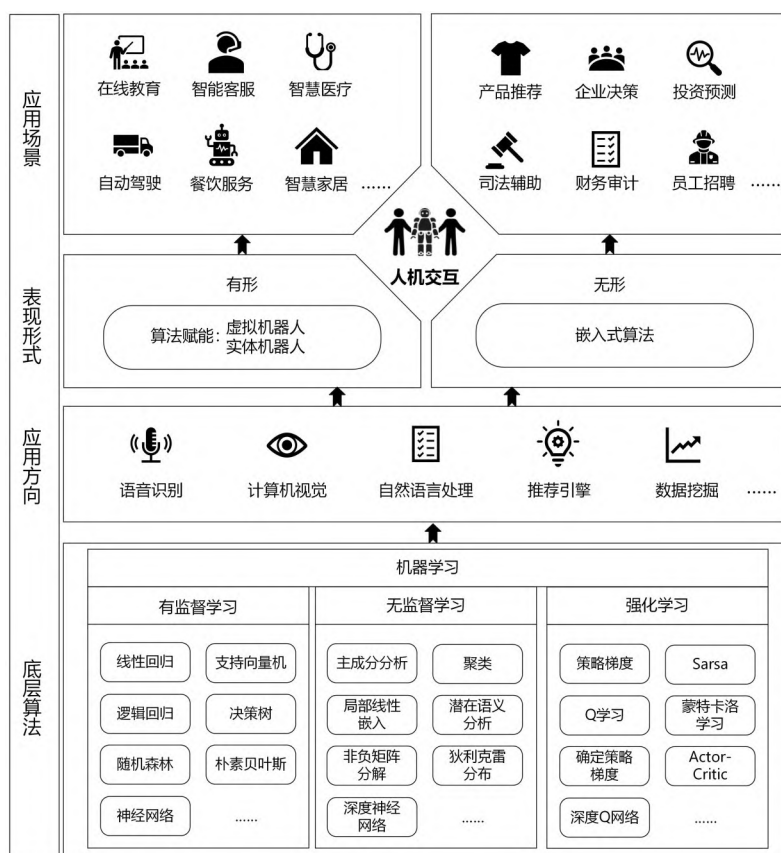 应用场景
在线教育
智能客服
智慧医疗
自动驾驶
餐饮服务
智慧家居
......
产品推荐
企业决策
投资预测
司法辅助
财务审计
员工招聘
......
人机交互
表现形式
有形
算法赋能：虚拟机器人
实体机器人
无形
嵌入式算法
应用方向
语音识别
计算机视觉
自然语言处理
推荐引擎
数据挖掘
......
底层算法
机器学习
有监督学习
线性回归
支持向量机
逻辑回归
决策树
随机森林
朴素贝叶斯
神经网络
......
无监督学习
主成分分析
聚类
局部线性
嵌入
潜在语义
分析
非负矩阵
分解
狄利克雷
分布
深度神经
网络
......
强化学习
策略梯度
Sarsa
Q学习
蒙特卡洛
学习
确定策略
梯度
Actor-
Critic
深度Q网络
......